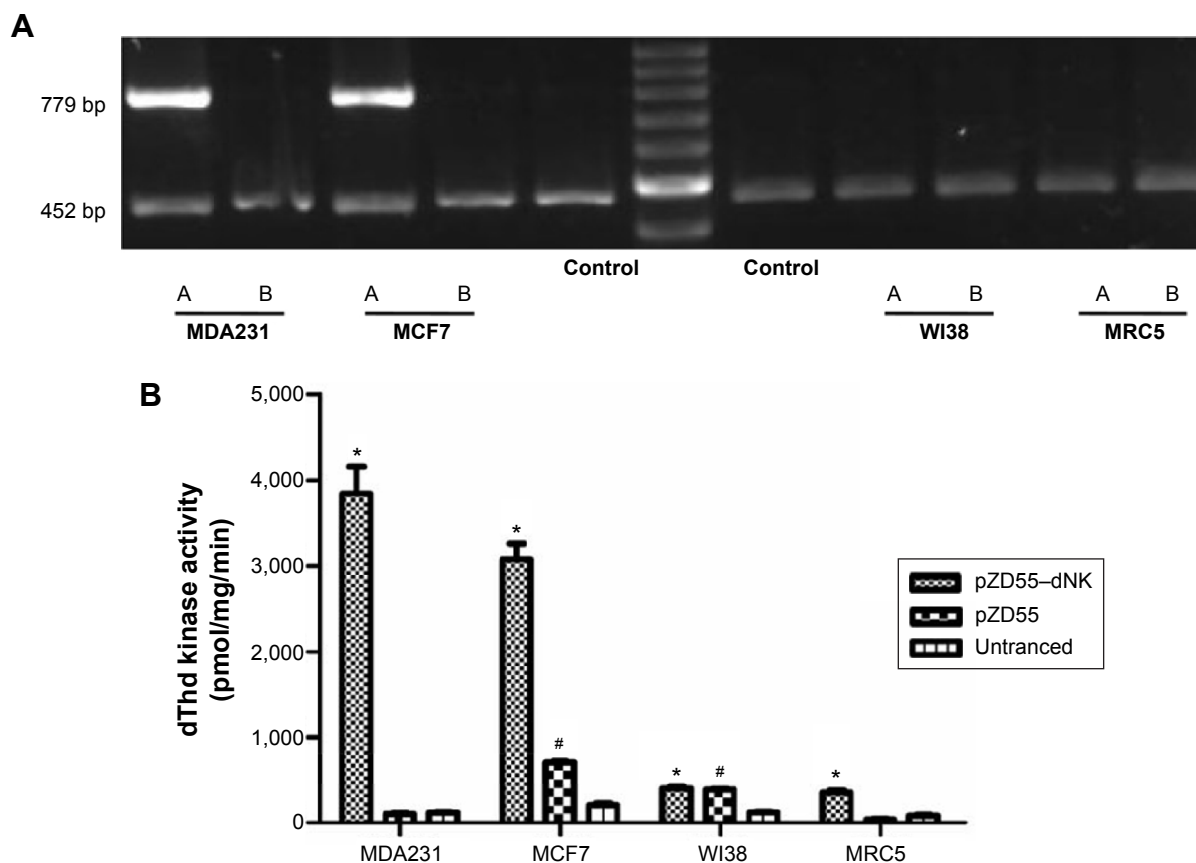 A
779 bp
452 bp
Control Control
A B A B A B A B
MDA231 MCF7 WI38 MRC5
B
dThd kinase activity
(pmol/mg/min)
5,000
4,000
3,000
2,000
1,000
0
* * # * # *
pZD55–dNK
pZD55
Untranced
MDA231 MCF7 WI38 MRC5